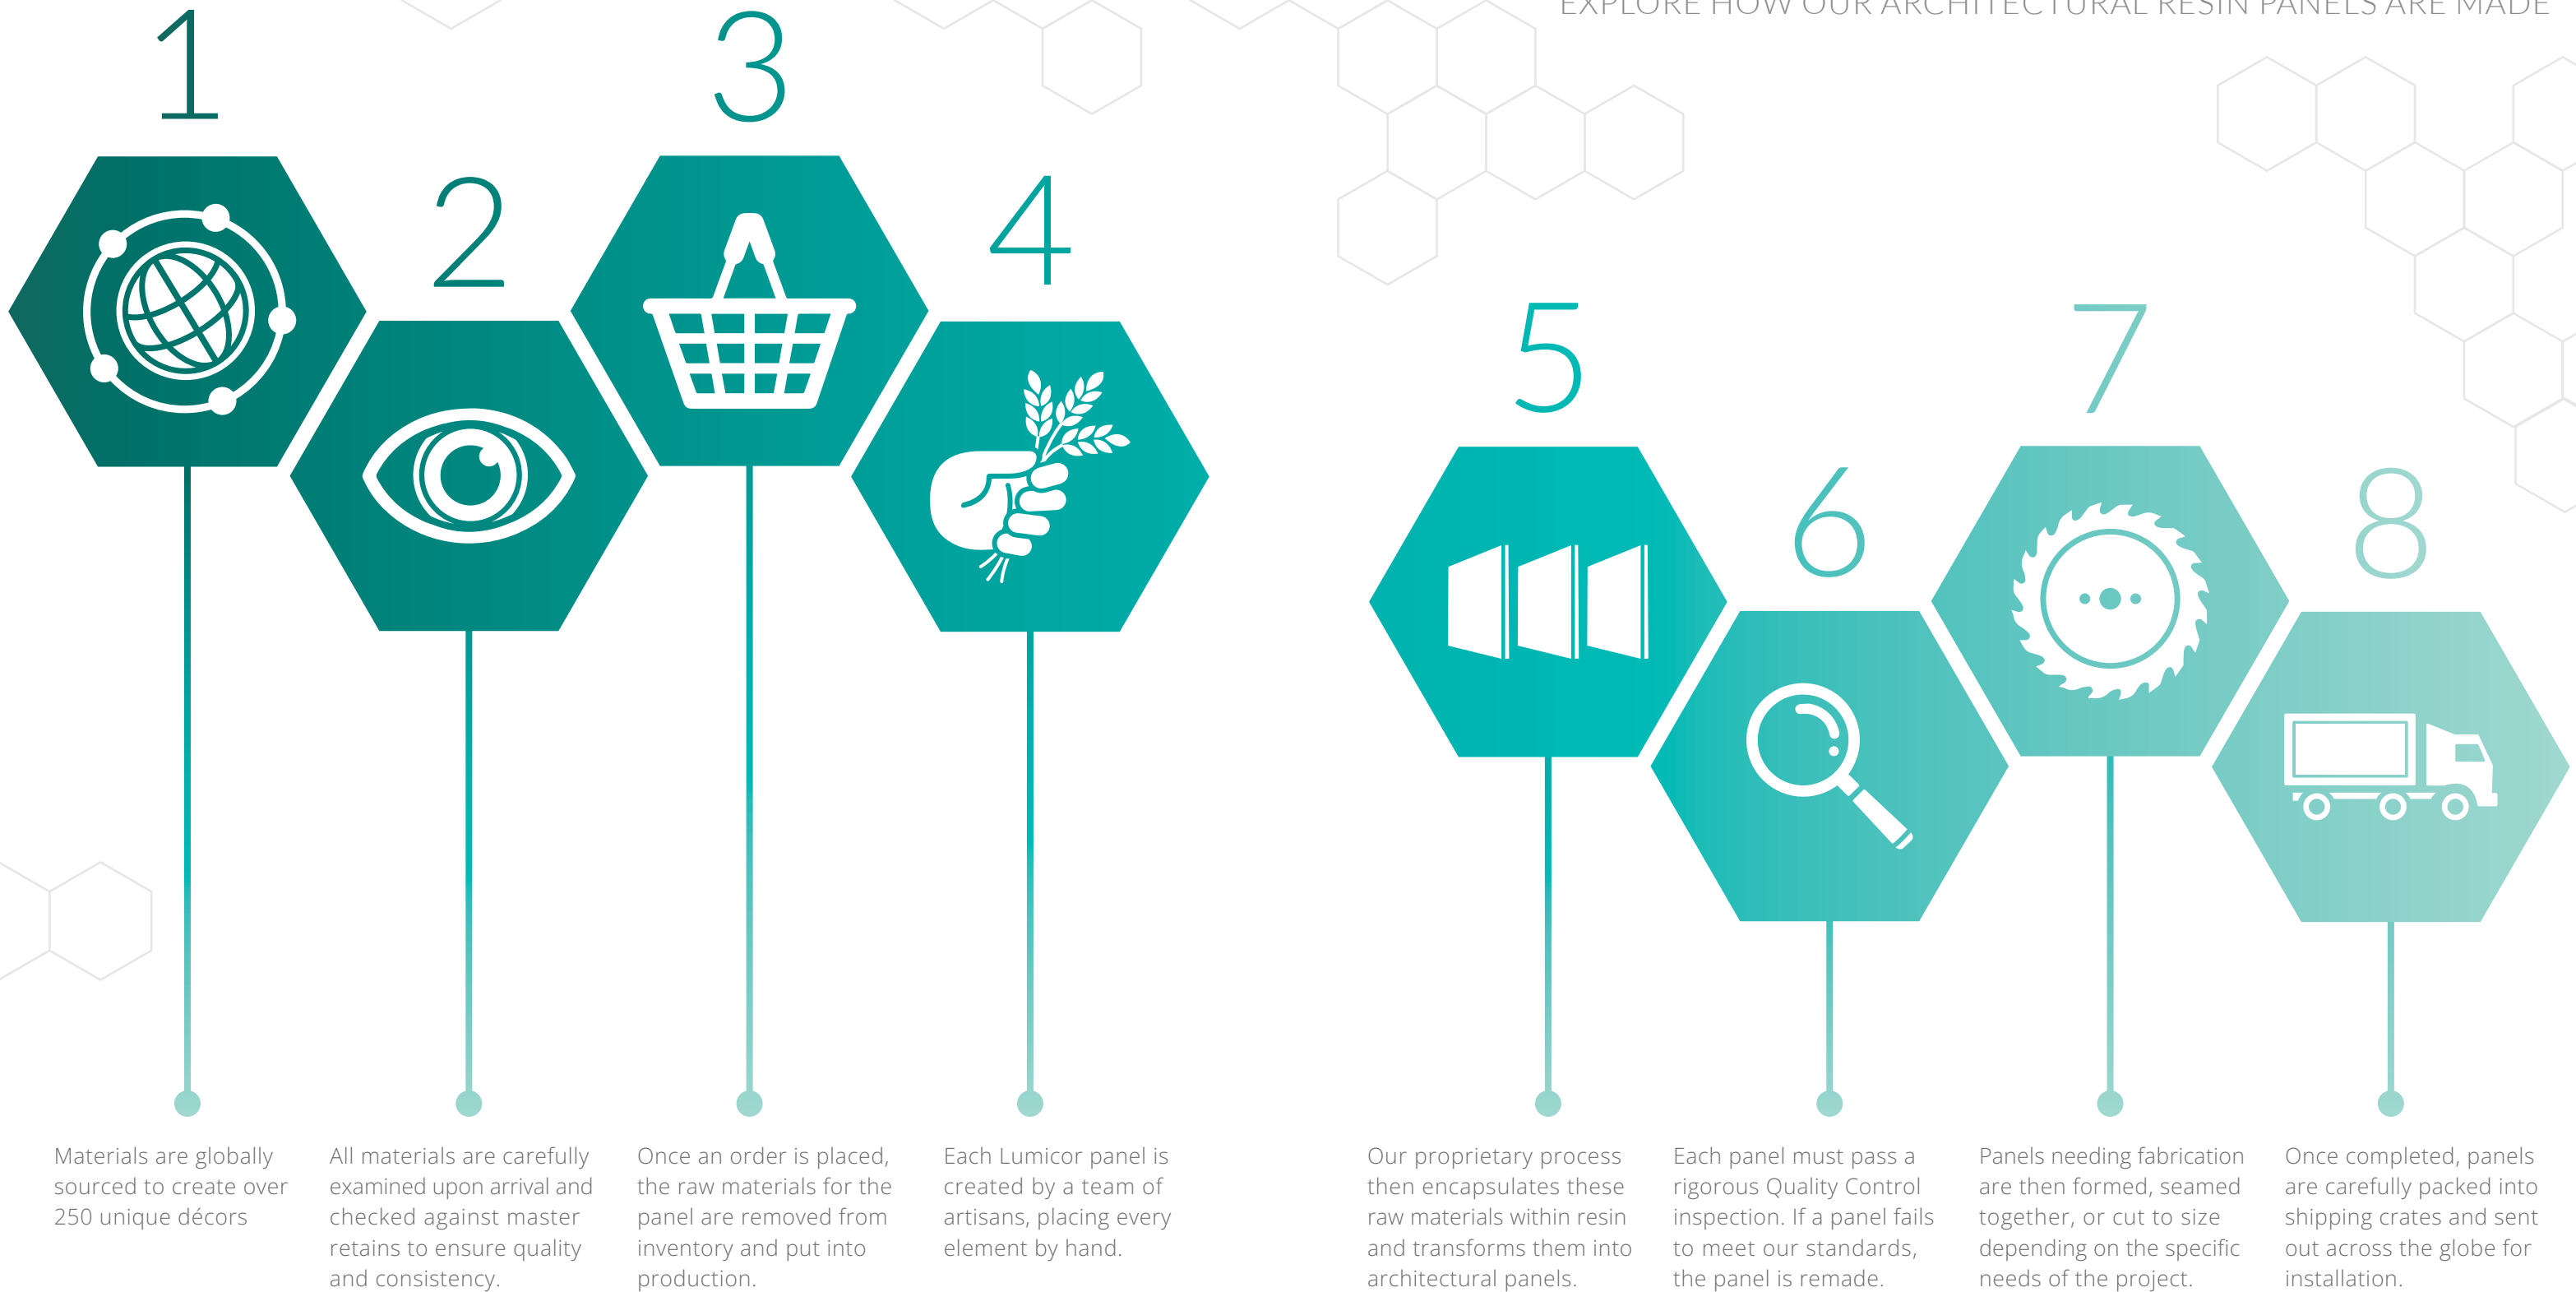 EXPLORE HOW OUR ARCHITECTURAL RESIN PANELS ARE MADE
1
2
3
4
5
6
7
8
Materials are globally
sourced to create over
250 unique décors
All materials are carefully
examined upon arrival and
checked against master
retains to ensure quality
and consistency.
Once an order is placed,
the raw materials for the
panel are removed from
inventory and put into
production.
Each Lumicor panel is
created by a team of
artisans, placing every
element by hand.
Our proprietary process
then encapsulates these
raw materials within resin
and transforms them into
architectural panels.
Each panel must pass a
rigorous Quality Control
inspection. If a panel fails
to meet our standards,
the panel is remade.
Panels needing fabrication
are then formed, seamed
together, or cut to size
depending on the specific
needs of the project.
Once completed, panels
are carefully packed into
shipping crates and sent
out across the globe for
installation.